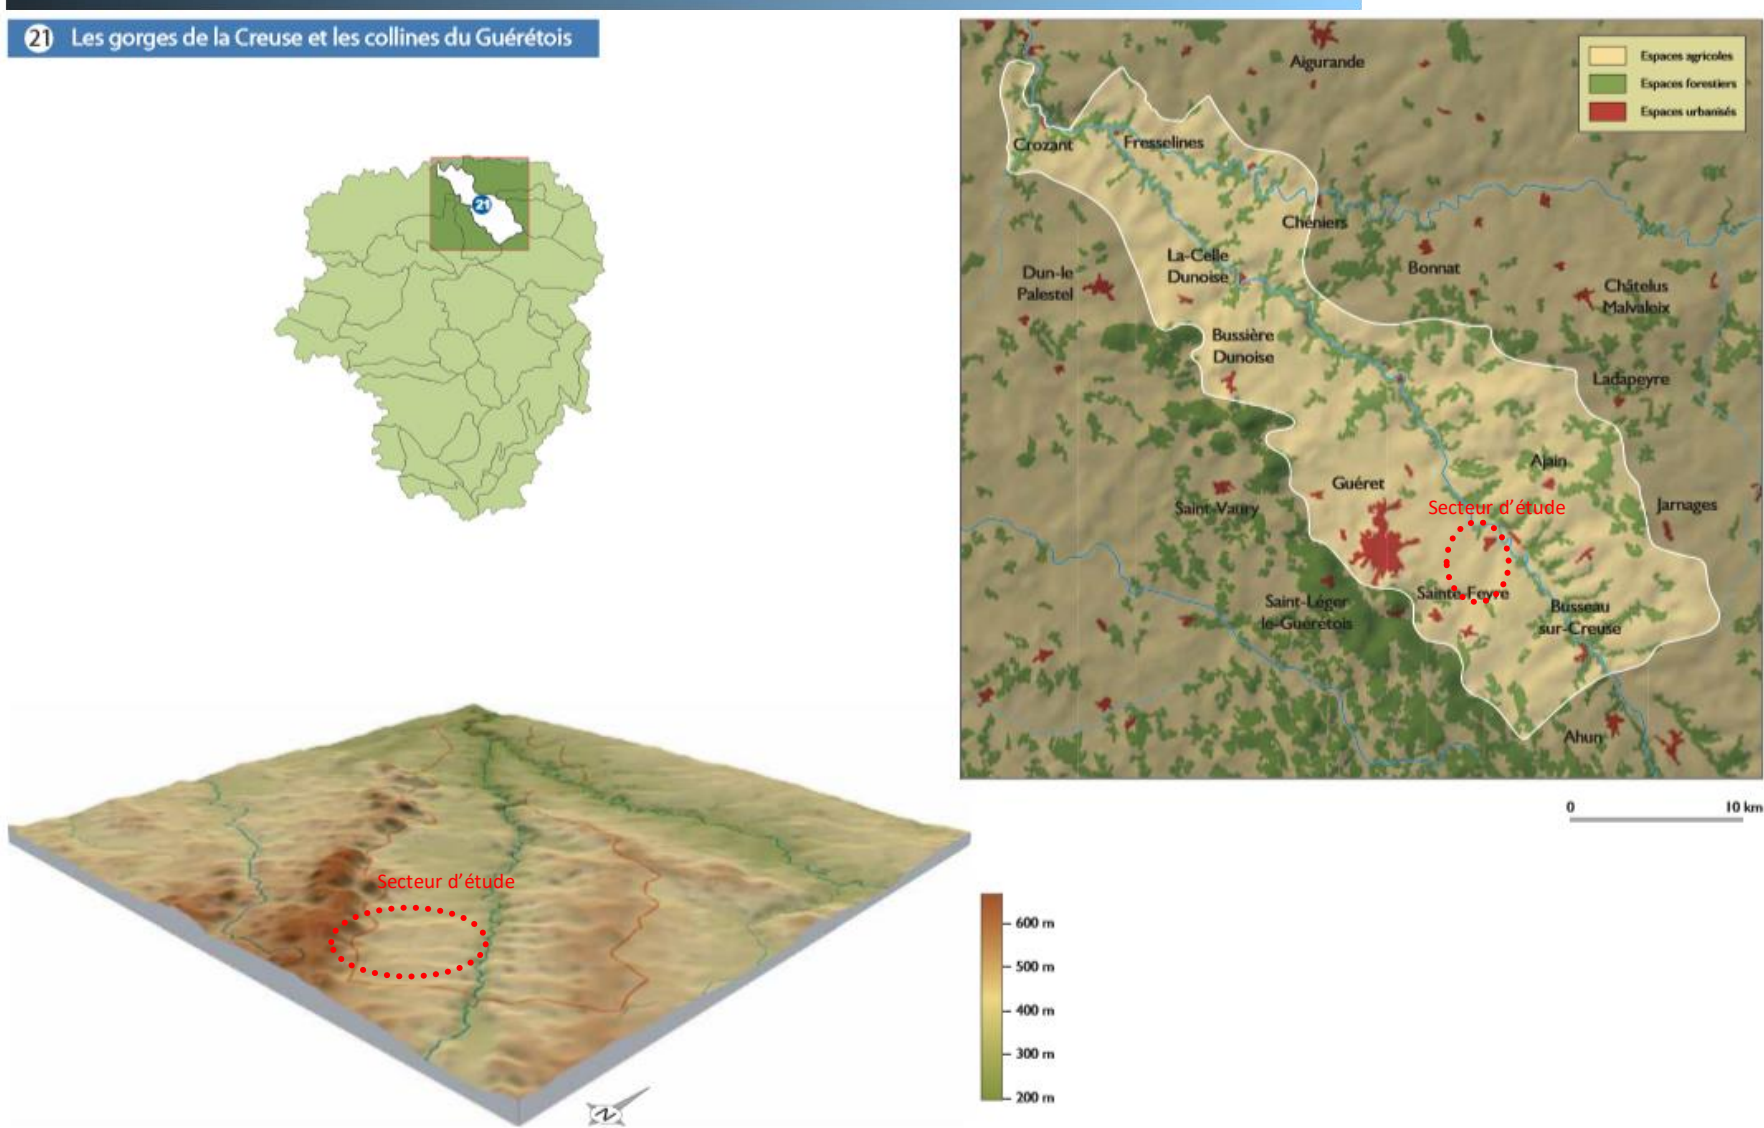 21 Les gorges de la Creuse et les collines du Guérétois
21
Aigurande
Espaces agricoles
Espaces forestiers
Espaces urbanisés
Crozant
Fresselines
Chéniers
La-Celle
Dunoise
Dun-le
Palestel
Bonnat
Châtelus
Malvaleix
Bussière
Dunoise
Ladapeyre
Ajain
Guéret
Saint-Vaury
Secteur d'étude
Jarnages
Sainte-Feyre
Saint-Léger
le-Guérétois
Busseau
sur-Creuse
Ahun
0 10 km
Secteur d'étude
600 m
500 m
400 m
300 m
200 m
N